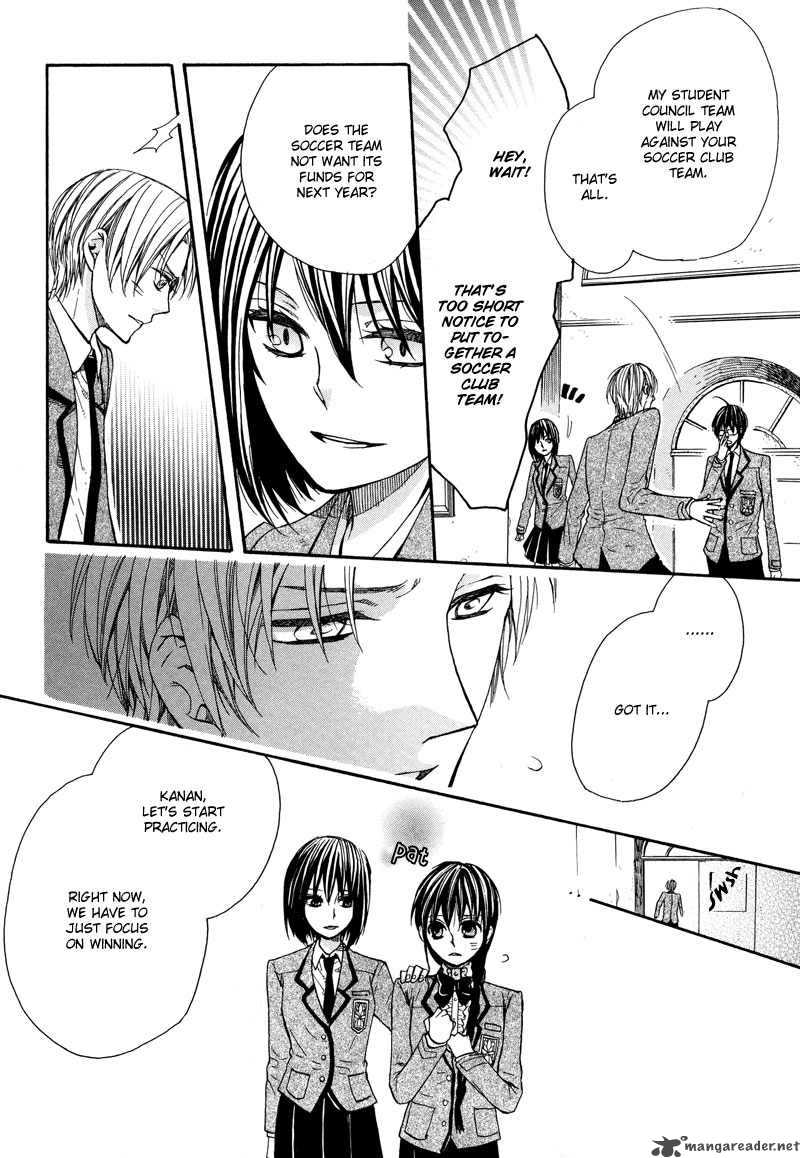 MY STUDENT
COUNCIL TEAM
WILL PLAY
AGAINST YOUR
SOCCER CLUB
TEAM.
THAT'S
ALL.
HEY,
WAIT!
THAT'S
TOO SHORT
NOTICE TO
PUT TO-
GETHER A
SOCCER
CLUB
TEAM!
DOES THE
SOCCER TEAM
NOT WANT ITS
FUNDS FOR
NEXT YEAR?
......
GOT IT...
SWSH
KANAN,
LET'S START
PRACTICING.
RIGHT NOW,
WE HAVE TO
JUST FOCUS
ON WINNING.
pat
mangareader.net